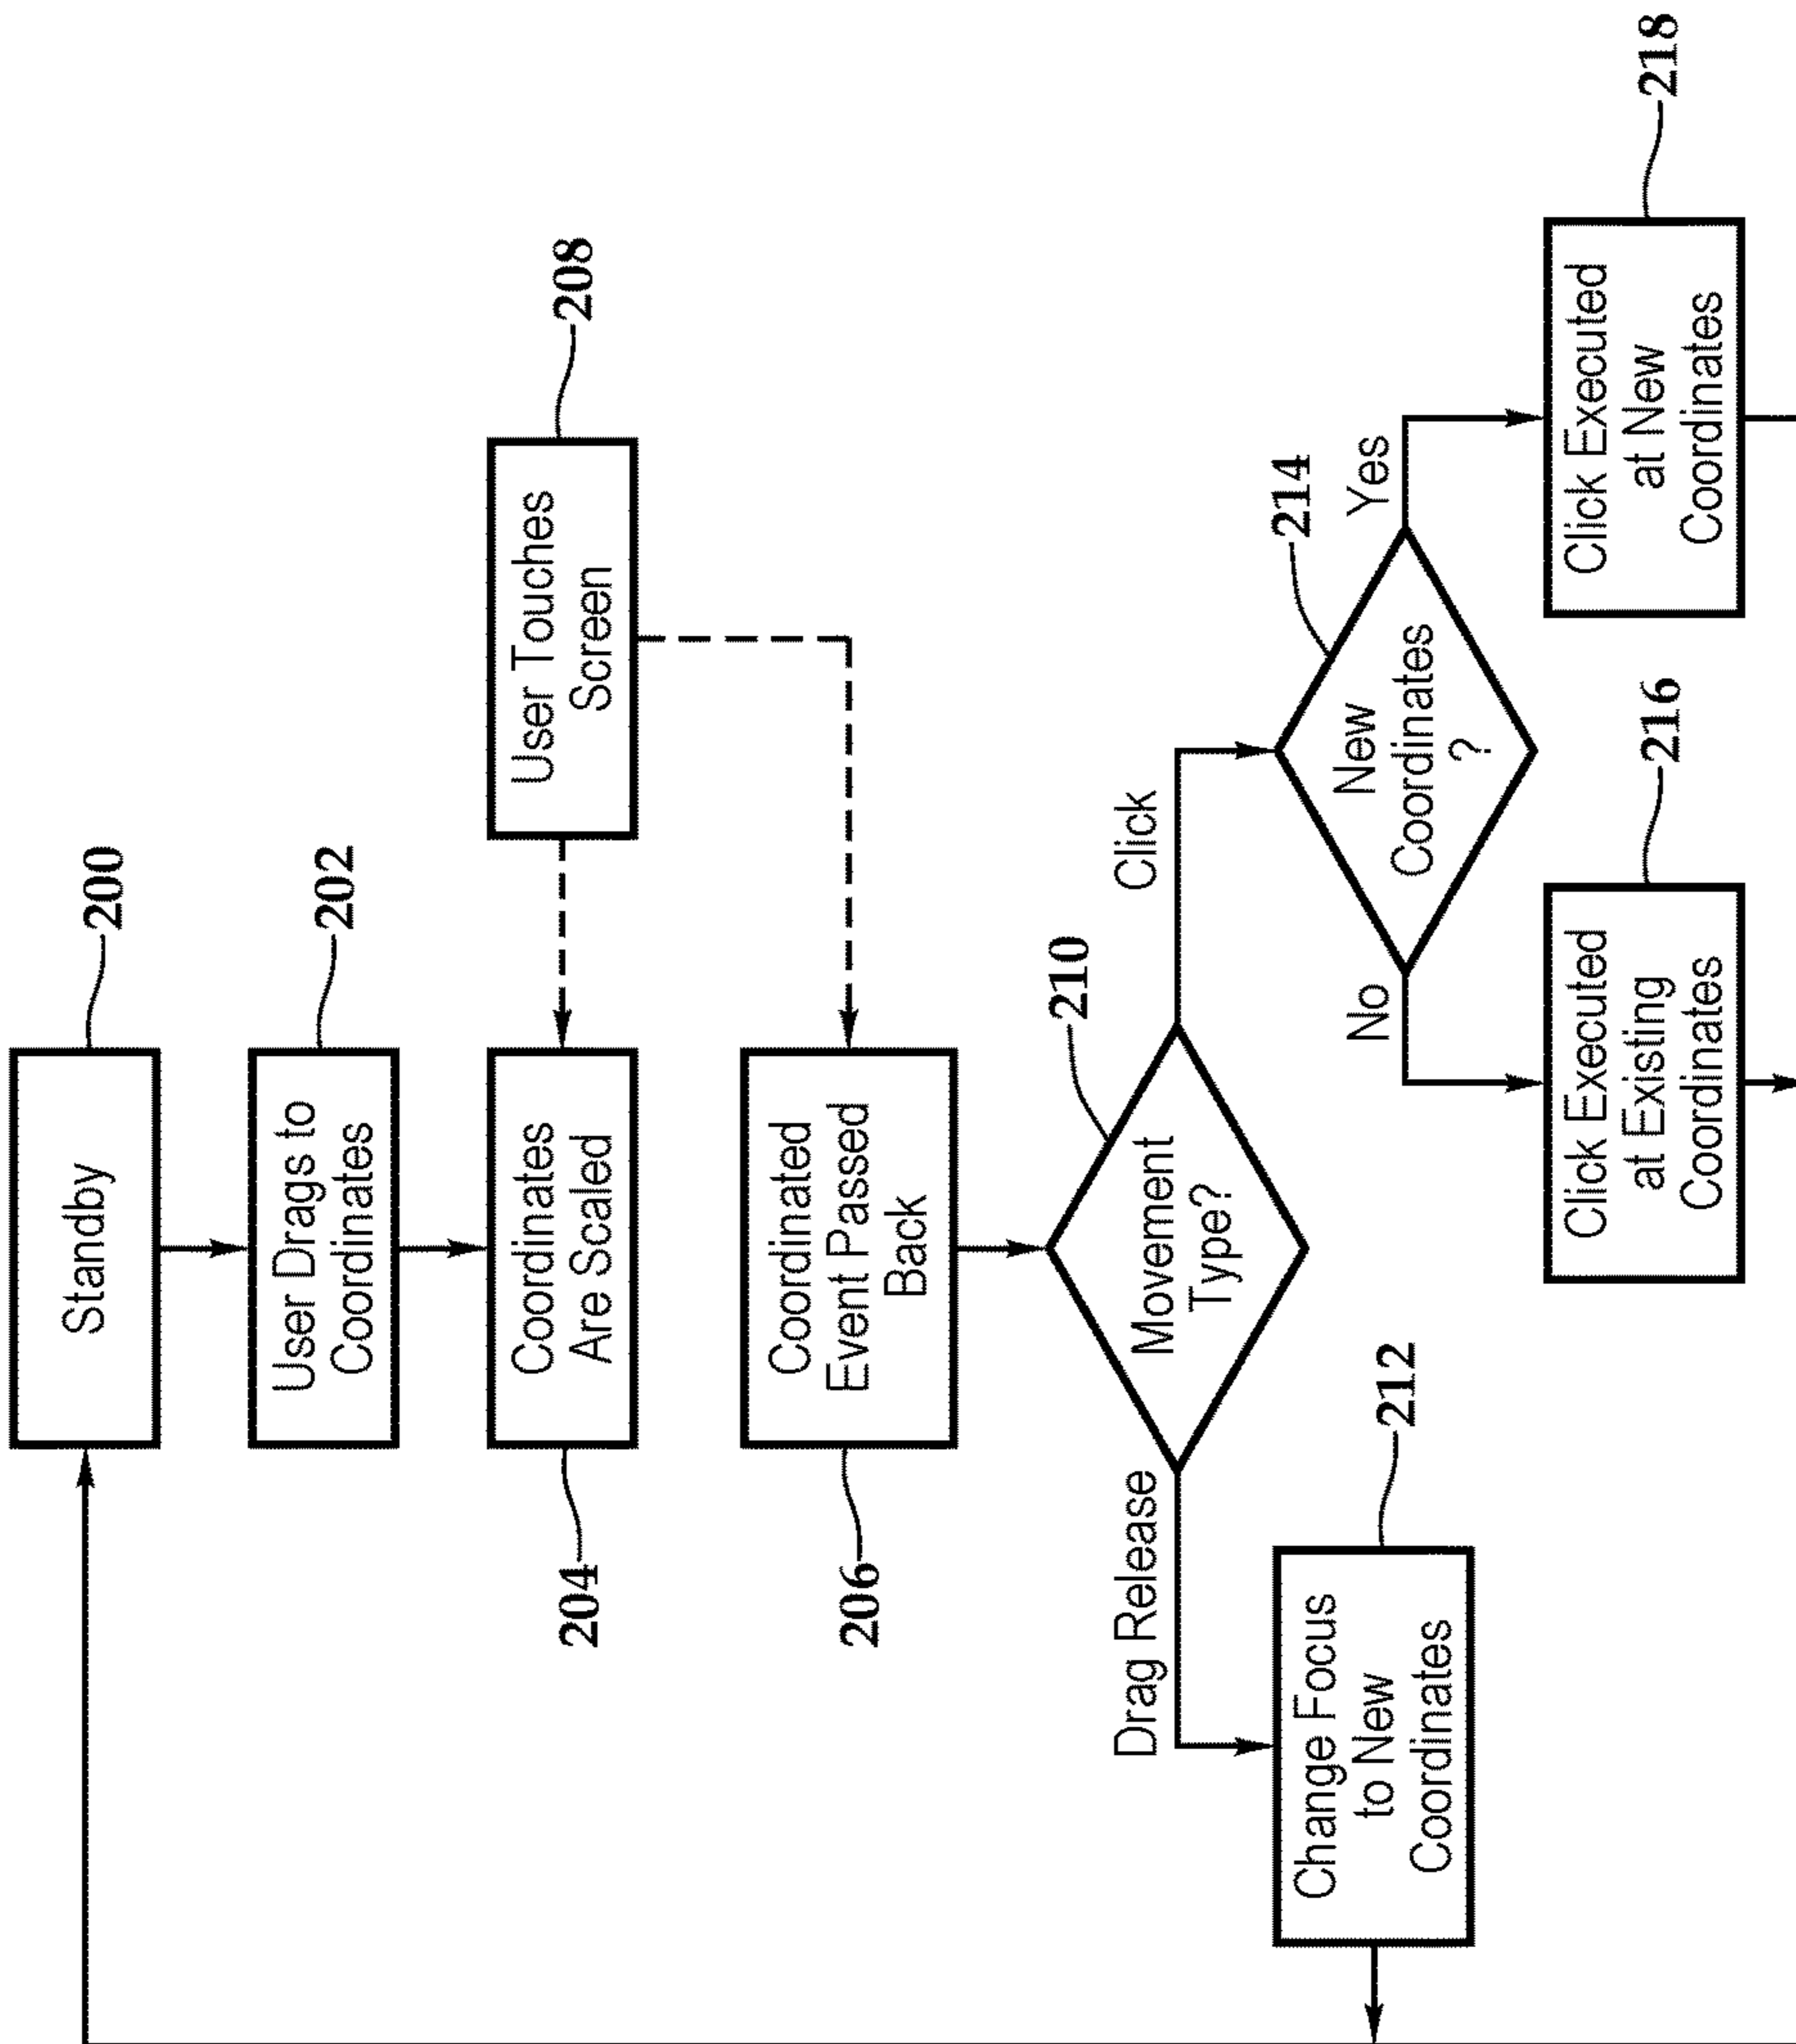 Standby
200
User Drags to
Coordinates
202
Coordinates
Are Scaled
204
User Touches
Screen
208
Coordinated
Event Passed
Back
206
Movement
Type?
210
Drag Release
Click
Change Focus
to New
Coordinates
212
New
Coordinates
?
214
No
Yes
Click Executed
at Existing
Coordinates
216
Click Executed
at New
Coordinates
218